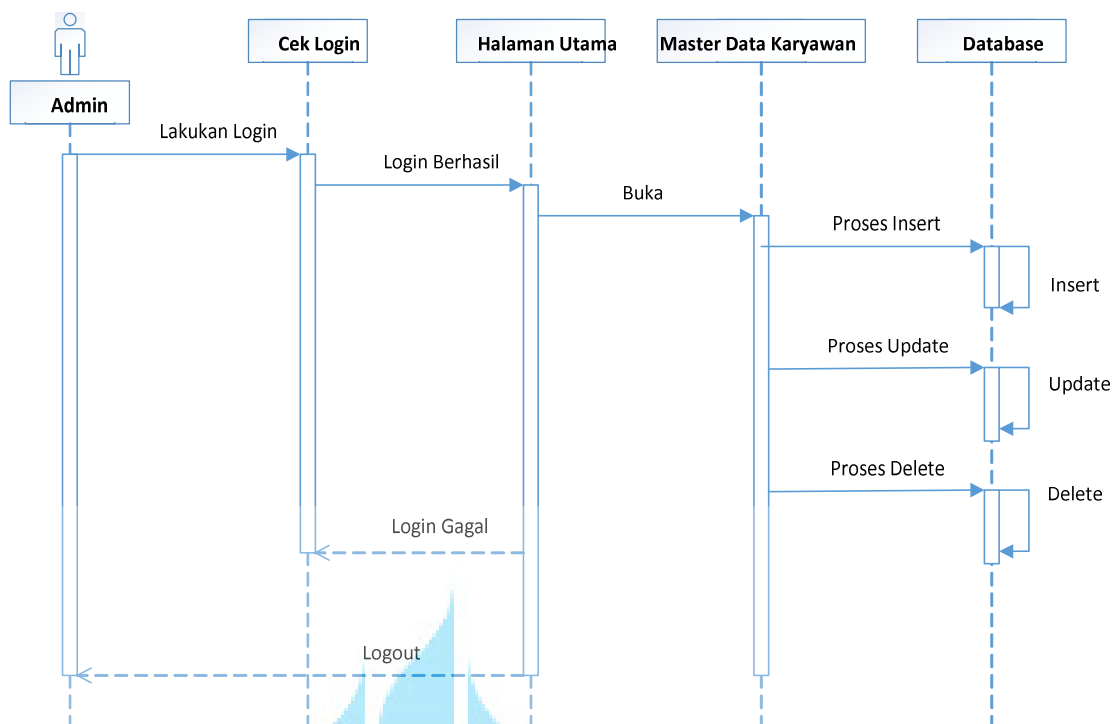 Cek Login
Halaman Utama
Master Data Karyawan
Database
Admin
Lakukan Login
Login Berhasil
Buka
Proses Insert
Insert
Proses Update
Update
Proses Delete
Delete
Login Gagal
Logout